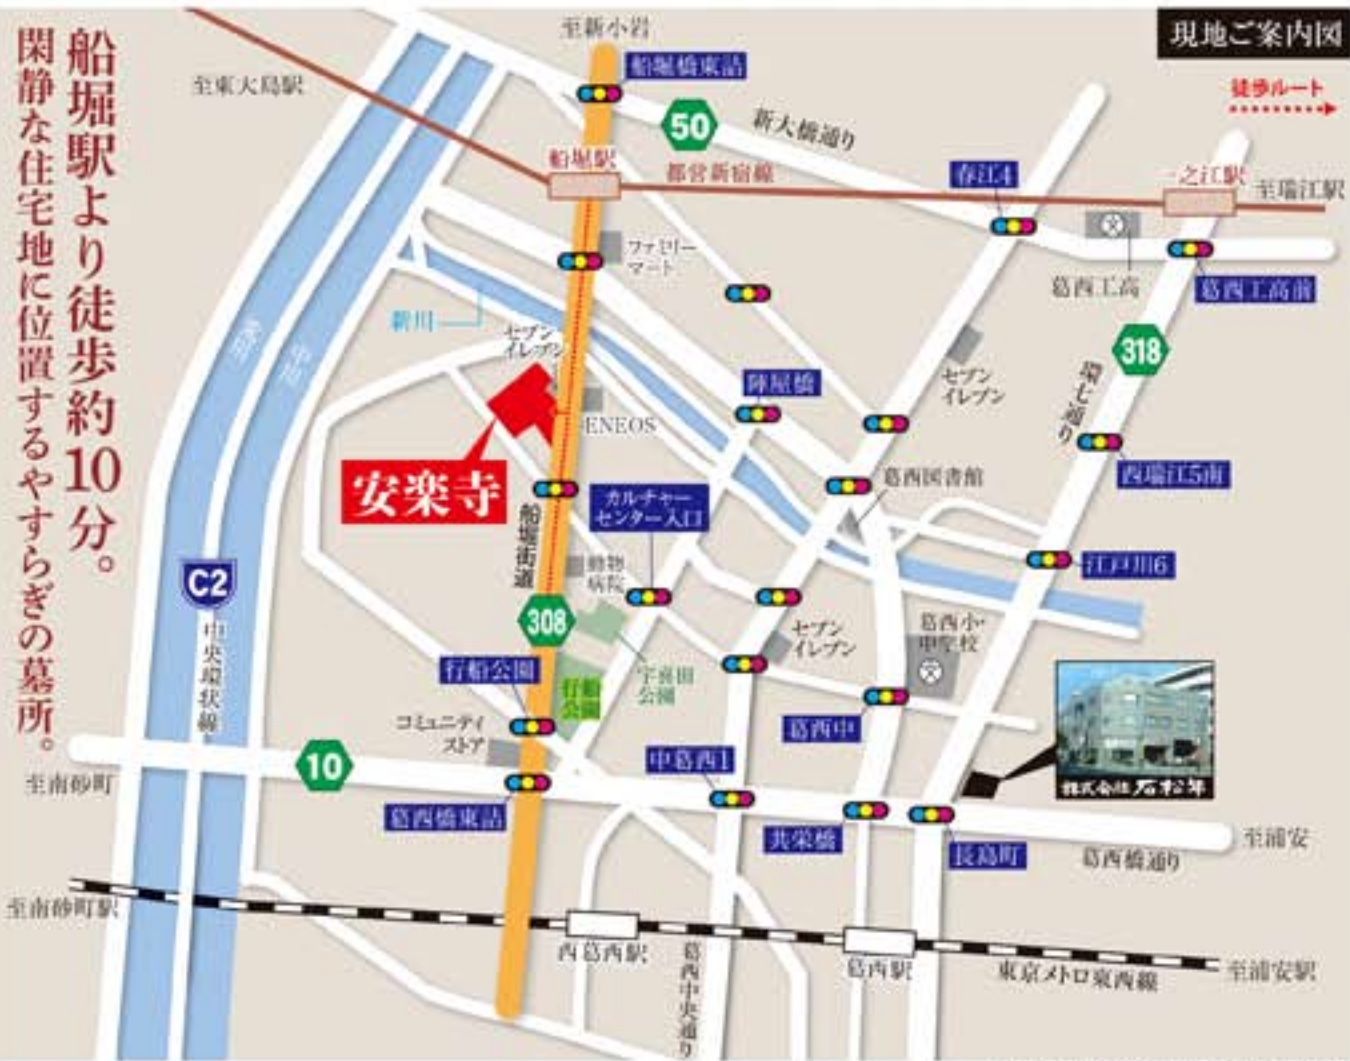 現地ご案内図
徒歩ルート
船堀駅より徒歩約10分。
閑静な住宅地に位置するやすらぎの墓所。
至新小岩
船堀橋東詰
至東大島駅
50
新大橋通り
船堀駅
都営新宿線
春江4
一之江駅
至瑞江駅
ファミリー
マート
葛西工高
葛西工高前
新川
セブン
イレブン
318
環七通り
セブン
イレブン
陣屋橋
ENEOS
安楽寺
葛西図書館
西瑞江5南
カルチャー
センター入口
船堀街道
動物
病院
江戸川6
C2
中央環状線
308
セブン
イレブン
葛西小・
中学校
行船公園
宇喜田
公園
行船
公園
葛西中
コミュニティ
ストア
中葛西1
株式会社 石松年
至南砂町
10
葛西橋東詰
共栄橋
長島町
葛西橋通り
至浦安
至南砂町駅
西葛西駅
葛西中央通り
葛西駅
東京メトロ東西線
至浦安駅